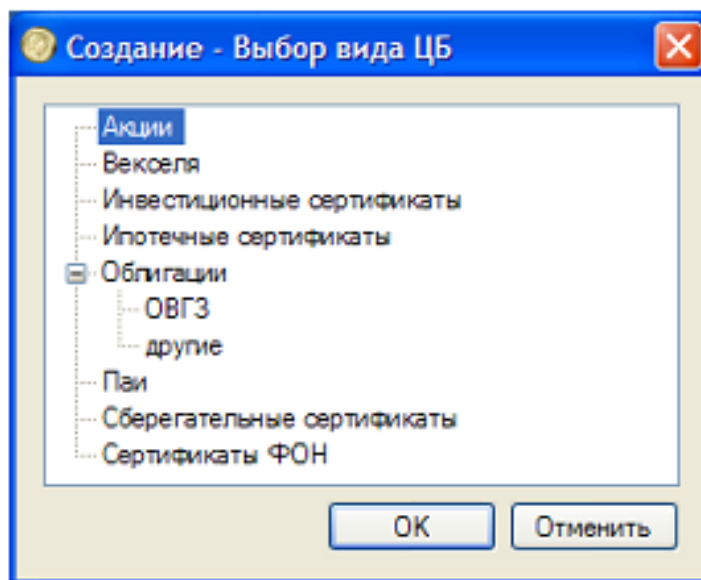 Создание - Выбор вида ЦБ
Акции
Векселя
Инвестиционные сертификаты
Ипотечные сертификаты
Облигации
ОВГЗ
другие
Паи
Сберегательные сертификаты
Сертификаты ФОН
OK
Отменить